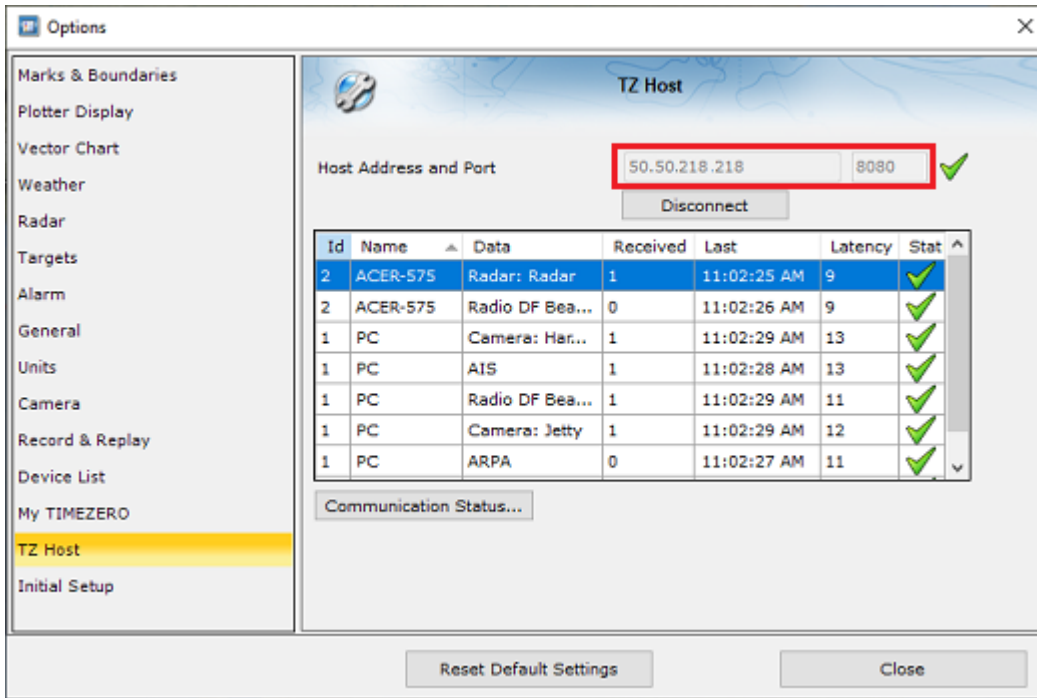 Options
Marks & Boundaries
Plotter Display
Vector Chart
Weather
Radar
Targets
Alarm
General
Units
Camera
Record & Replay
Device List
My TIMEZERO
TZ Host
Initial Setup
TZ Host
Host Address and Port 50.50.218.218 8080
Disconnect
Id Name Data Received Last Latency Stat
2 ACER-575 Radar: Radar 1 11:02:25 AM 9
2 ACER-575 Radio DF Bea... 0 11:02:26 AM 9
1 PC Camera: Har... 1 11:02:29 AM 13
1 PC AIS 1 11:02:28 AM 13
1 PC Radio DF Bea... 1 11:02:29 AM 11
1 PC Camera: Jetty 1 11:02:29 AM 12
1 PC ARPA 0 11:02:27 AM 11
Communication Status...
Reset Default Settings Close